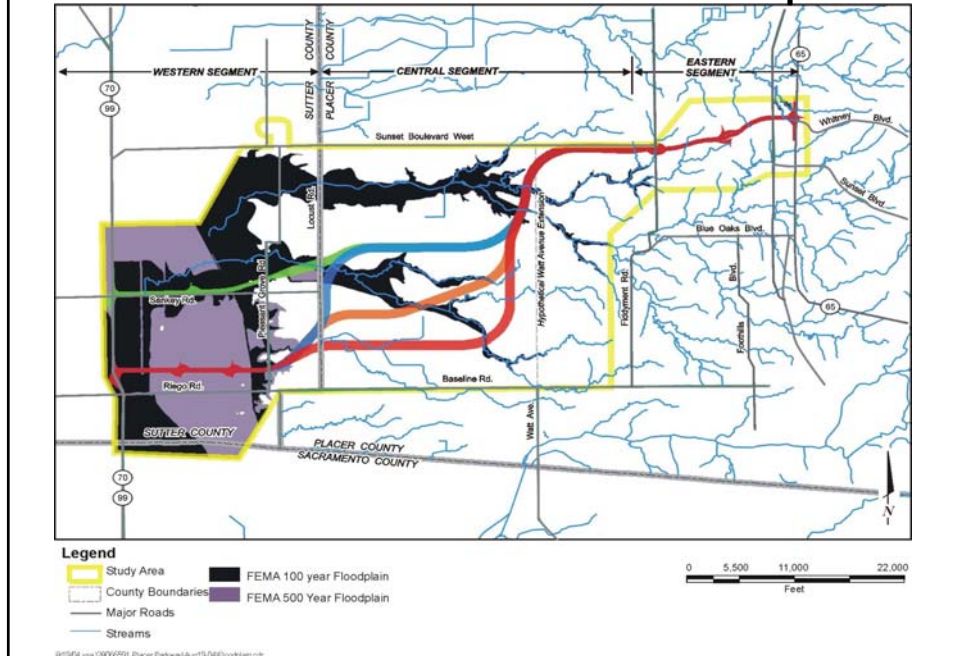 65
WESTERN SEGMENT
SUTTER COUNTY
PLACER COUNTY
CENTRAL SEGMENT
EASTERN
SEGMENT
70
99
Whitney Blvd.
Sunset Boulevard West
Sunset Blvd.
Locust Rd.
Hypothetical Watt Avenue Extension
Blue Oaks Blvd.
Pleasant Grove Rd.
Fiddyment Rd.
Foothills Blvd.
Sankey Rd.
65
Riego Rd.
Baseline Rd.
Watt Ave.
SUTTER COUNTY
PLACER COUNTY
SACRAMENTO COUNTY
70
99
N
Legend
Study Area
County Boundaries
Major Roads
Streams
FEMA 100 year Floodplain
FEMA 500 Year Floodplain
0 5,500 11,000 22,000
Feet